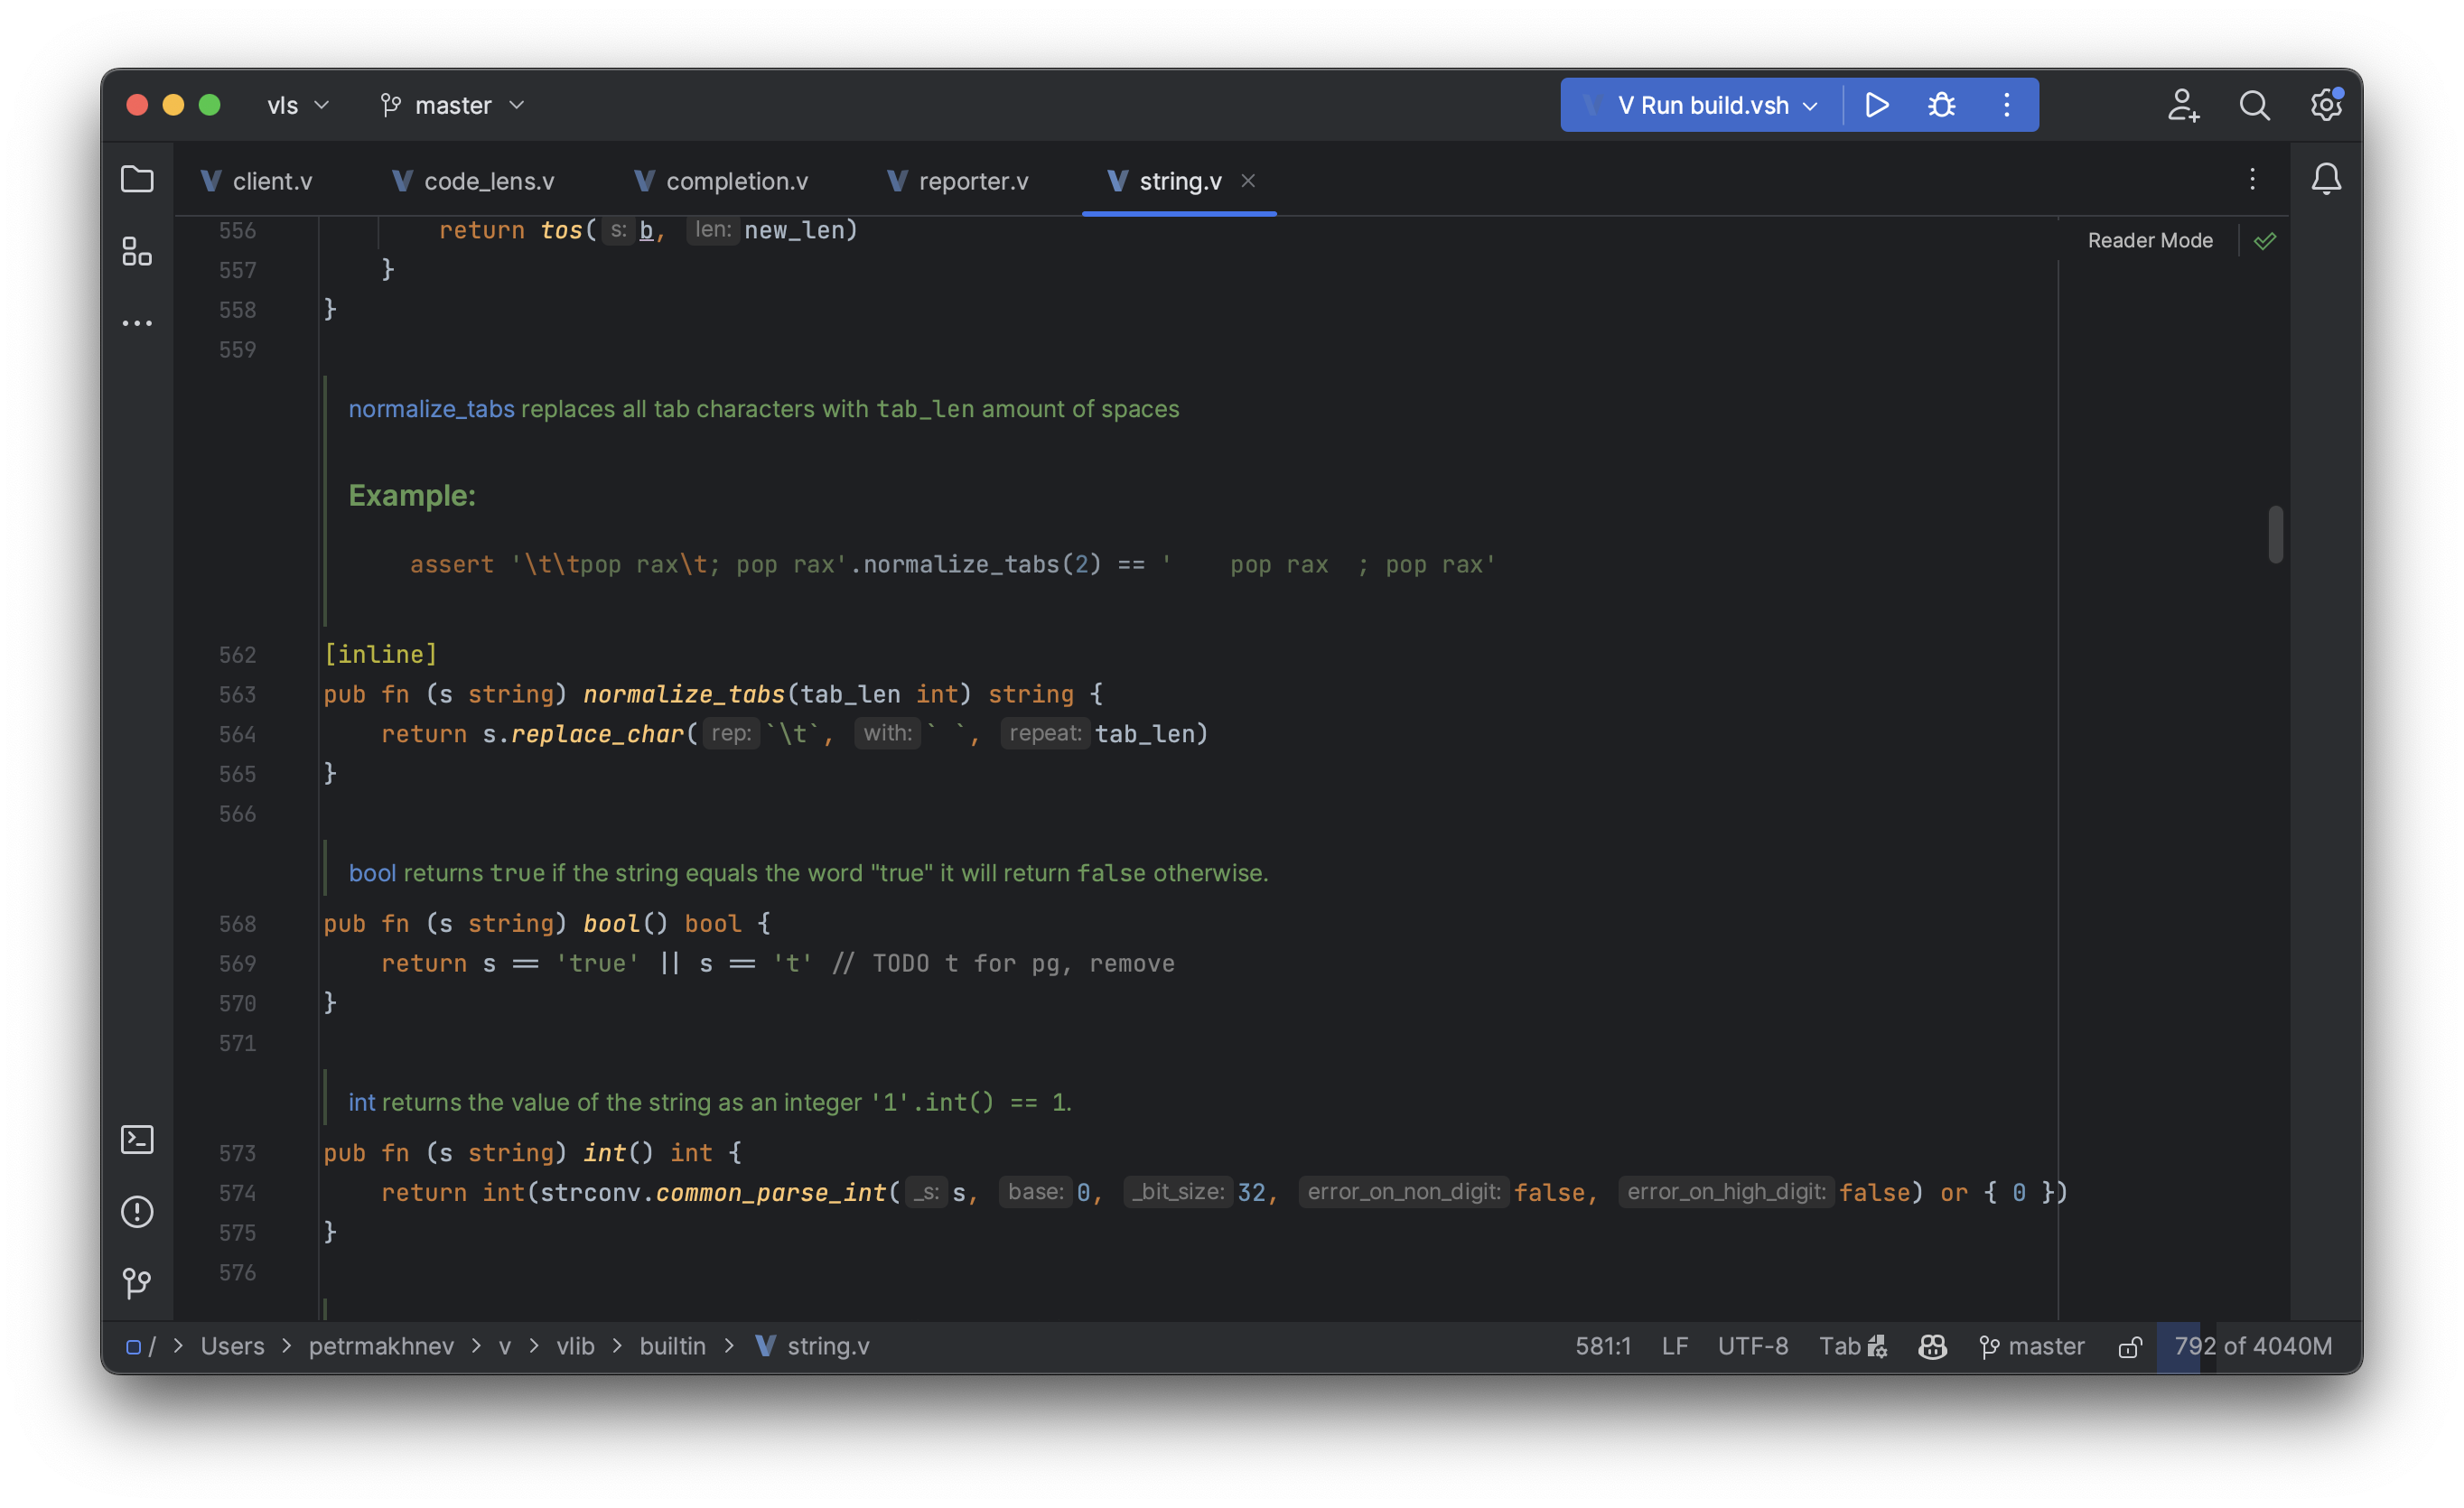 vls master V Run build.vsh
client.v code_lens.v completion.v reporter.v string.v
Reader Mode
556 return tos( s: b, len: new_len)
557 }
558 }
559
normalize_tabs replaces all tab characters with tab_len amount of spaces
Example:
assert '\t\tpop rax\t; pop rax'.normalize_tabs(2) == '    pop rax  ; pop rax'
562 [inline]
563 pub fn (s string) normalize_tabs(tab_len int) string {
564 return s.replace_char( rep: `\t`, with: ` `, repeat: tab_len)
565 }
566
bool returns true if the string equals the word "true" it will return false otherwise.
568 pub fn (s string) bool() bool {
569 return s == 'true' || s == 't' // TODO t for pg, remove
570 }
571
int returns the value of the string as an integer '1'.int() == 1.
573 pub fn (s string) int() int {
574 return int(strconv.common_parse_int( _s: s, base: 0, _bit_size: 32, error_on_non_digit: false, error_on_high_digit: false) or { 0 })
575 }
576
/ > Users > petrmakhnev > v > vlib > builtin > string.v 581:1 LF UTF-8 Tab master 792 of 4040M